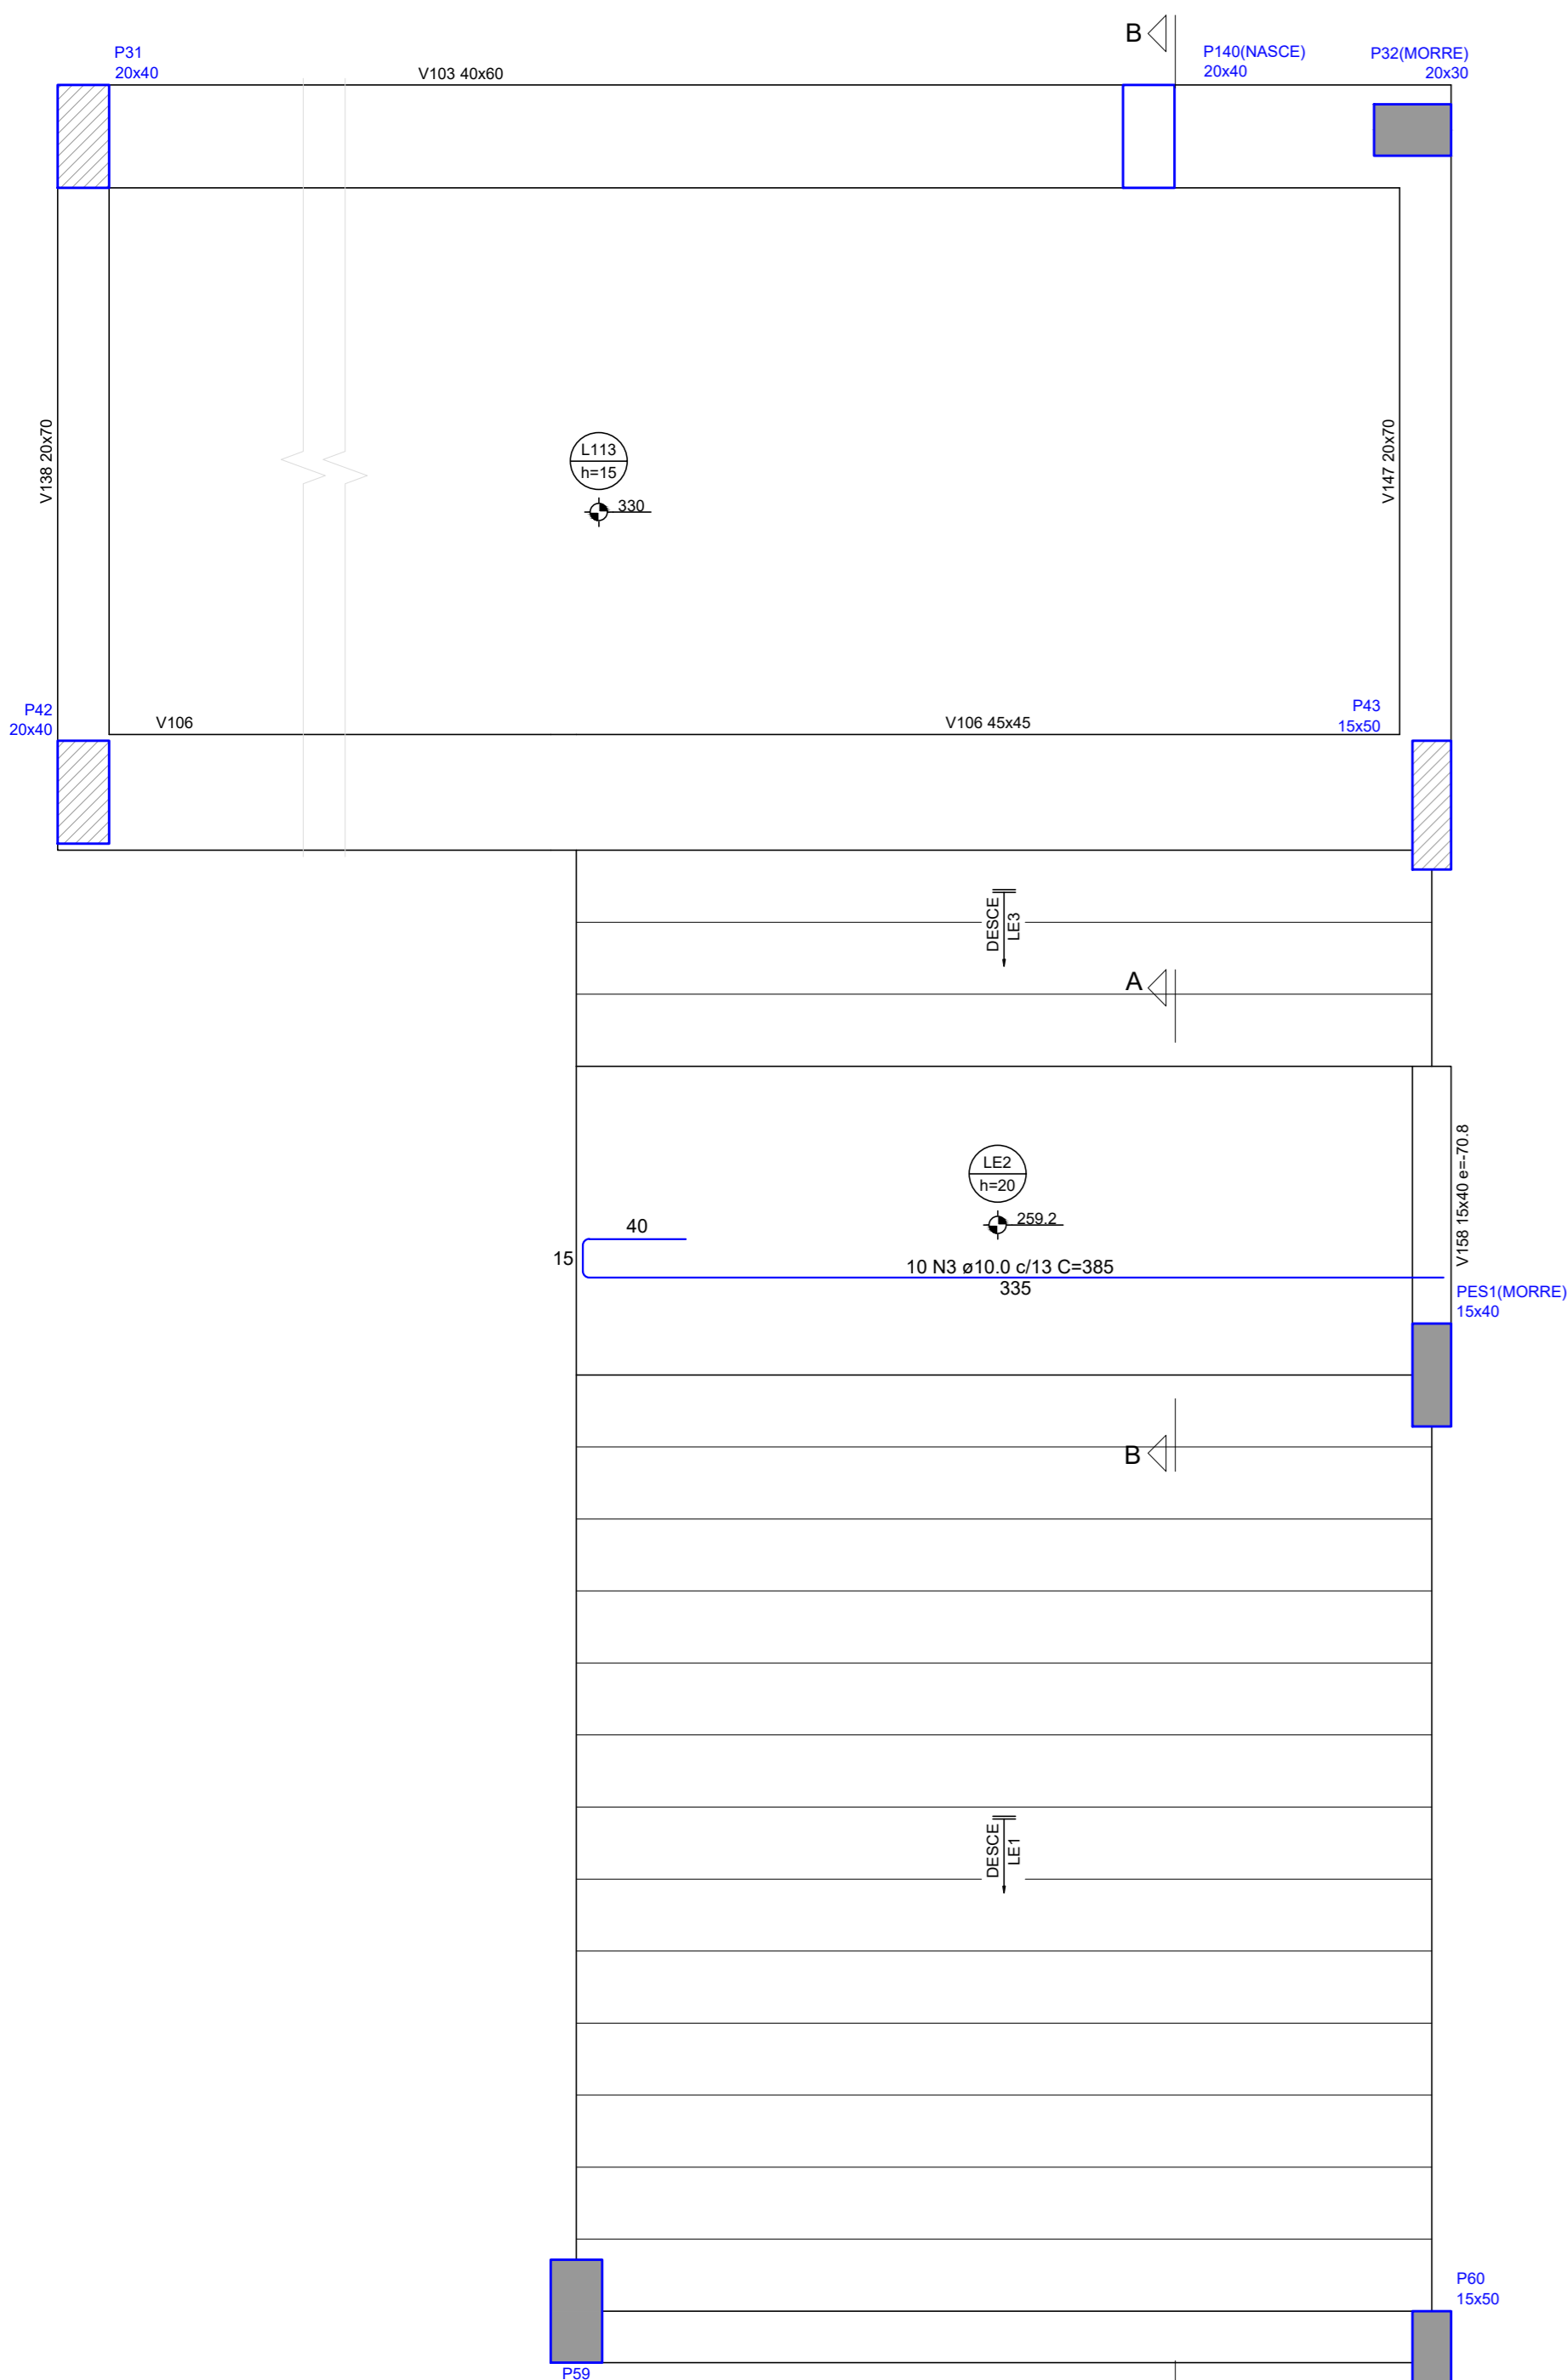 B
P31
20x40
V103 40x60
P140(NASCE)
20x40
P32(MORRE)
20x30
V138 20x70
L113
h=15
330
V147 20x70
P42
20x40
V106
V106 45x45
P43
15x50
DESCE
LE3
A
LE2
h=20
259.2
V158 15x40 e=-70.8
40
15
10 N3 ø10.0 c/13 C=385
335
PES1(MORRE)
15x40
B
DESCE
LE1
P60
15x50
P59